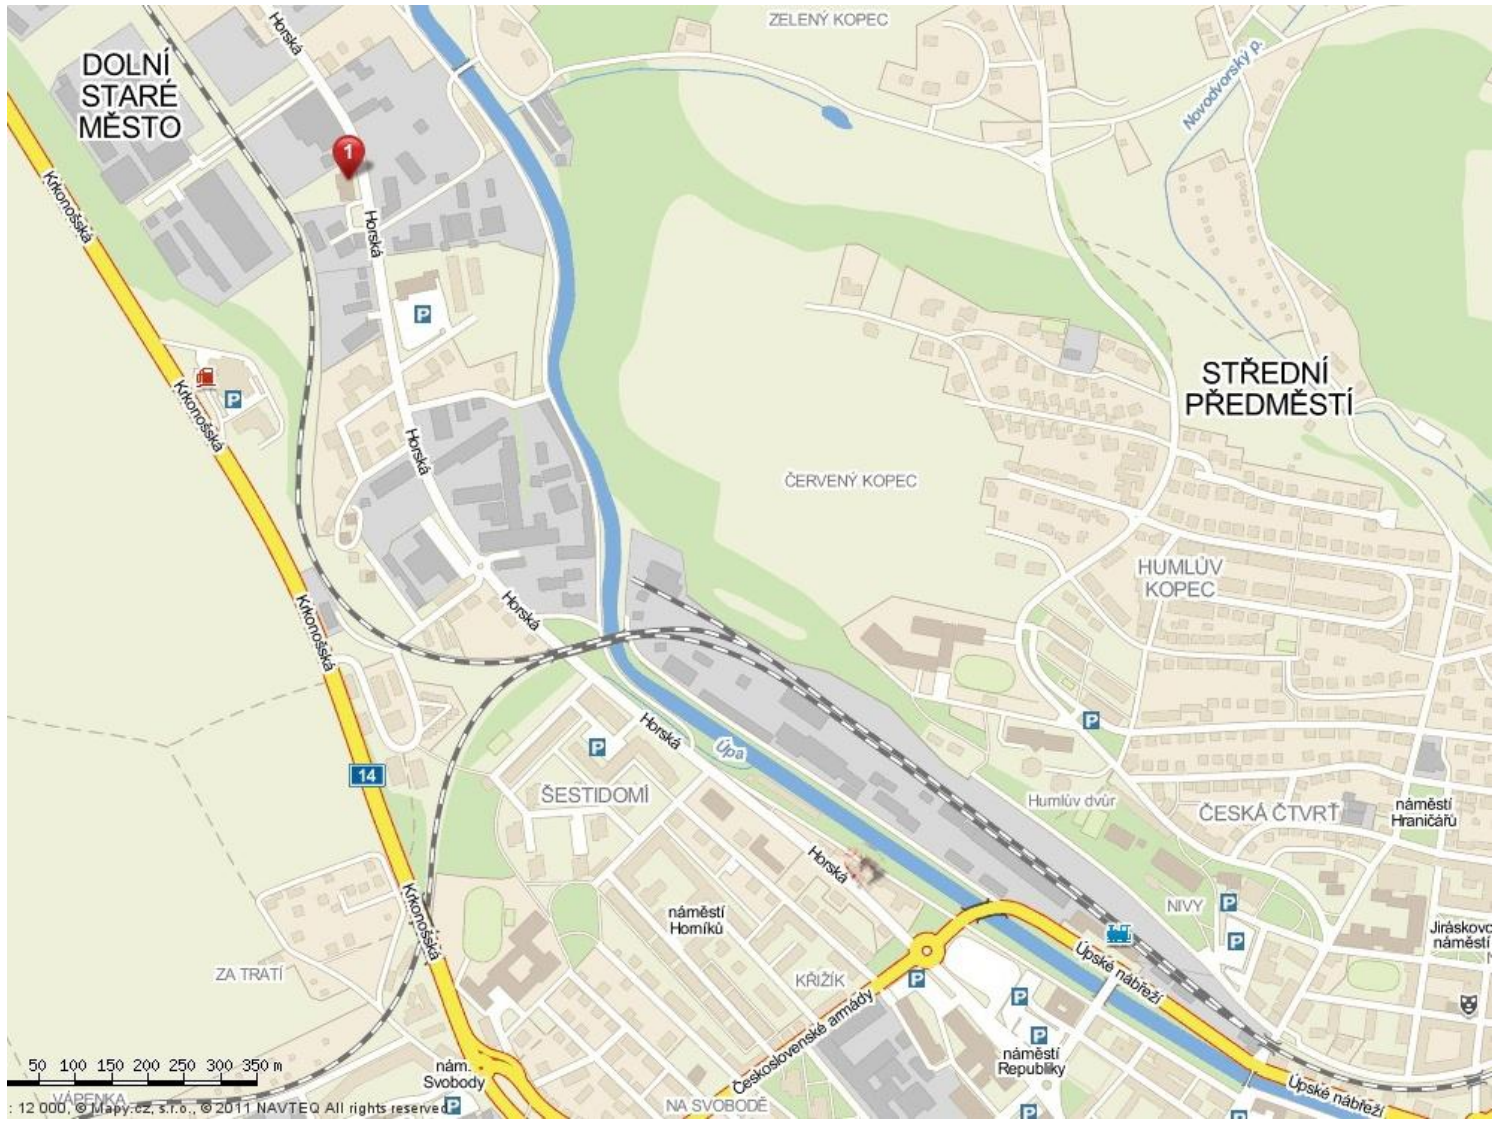 ZELENÝ KOPEC
Horská
DOLNÍ
STARÉ
MĚSTO
Novodvorský p.
1
Krkonošská
Horská
P
STŘEDNÍ
PŘEDMĚSTÍ
P
Krkonošská
Horská
ČERVENÝ KOPEC
HUMLŮV
KOPEC
Horská
Krkonošská
P
Horská
P
Úpa
14
ŠESTIDOMÍ
Humlův dvůr
ČESKÁ ČTVRŤ
náměstí
Hraničářů
Horská
Krkonošská
náměstí
Horníků
NIVY
P
P
Jiráskovo
náměstí
ZA TRATÍ
KŘIŽÍK
P
Úpské nábřeží
P
Československé armády
P
náměstí
Republiky
50 100 150 200 250 300 350 m
nám.
Svobody
VÁPENKA
NA SVOBODĚ
P
P
P
Úpské nábřeží
: 12 000, © Mapy.cz, s.r.o., © 2011 NAVTEQ All rights reserved